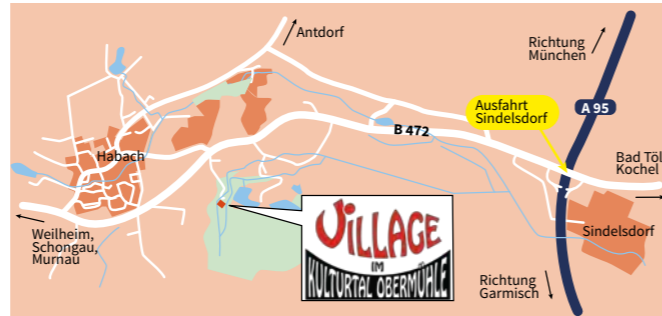 Antdorf
Richtung
München
A 95
Ausfahrt
Sindelsdorf
B 472
Habach
Bad Töl
Kochel
Weilheim,
Schongau,
Murnau
VILLAGE
IM
KULTURTAL OBERMÜHLE
Sindelsdorf
Richtung
Garmisch